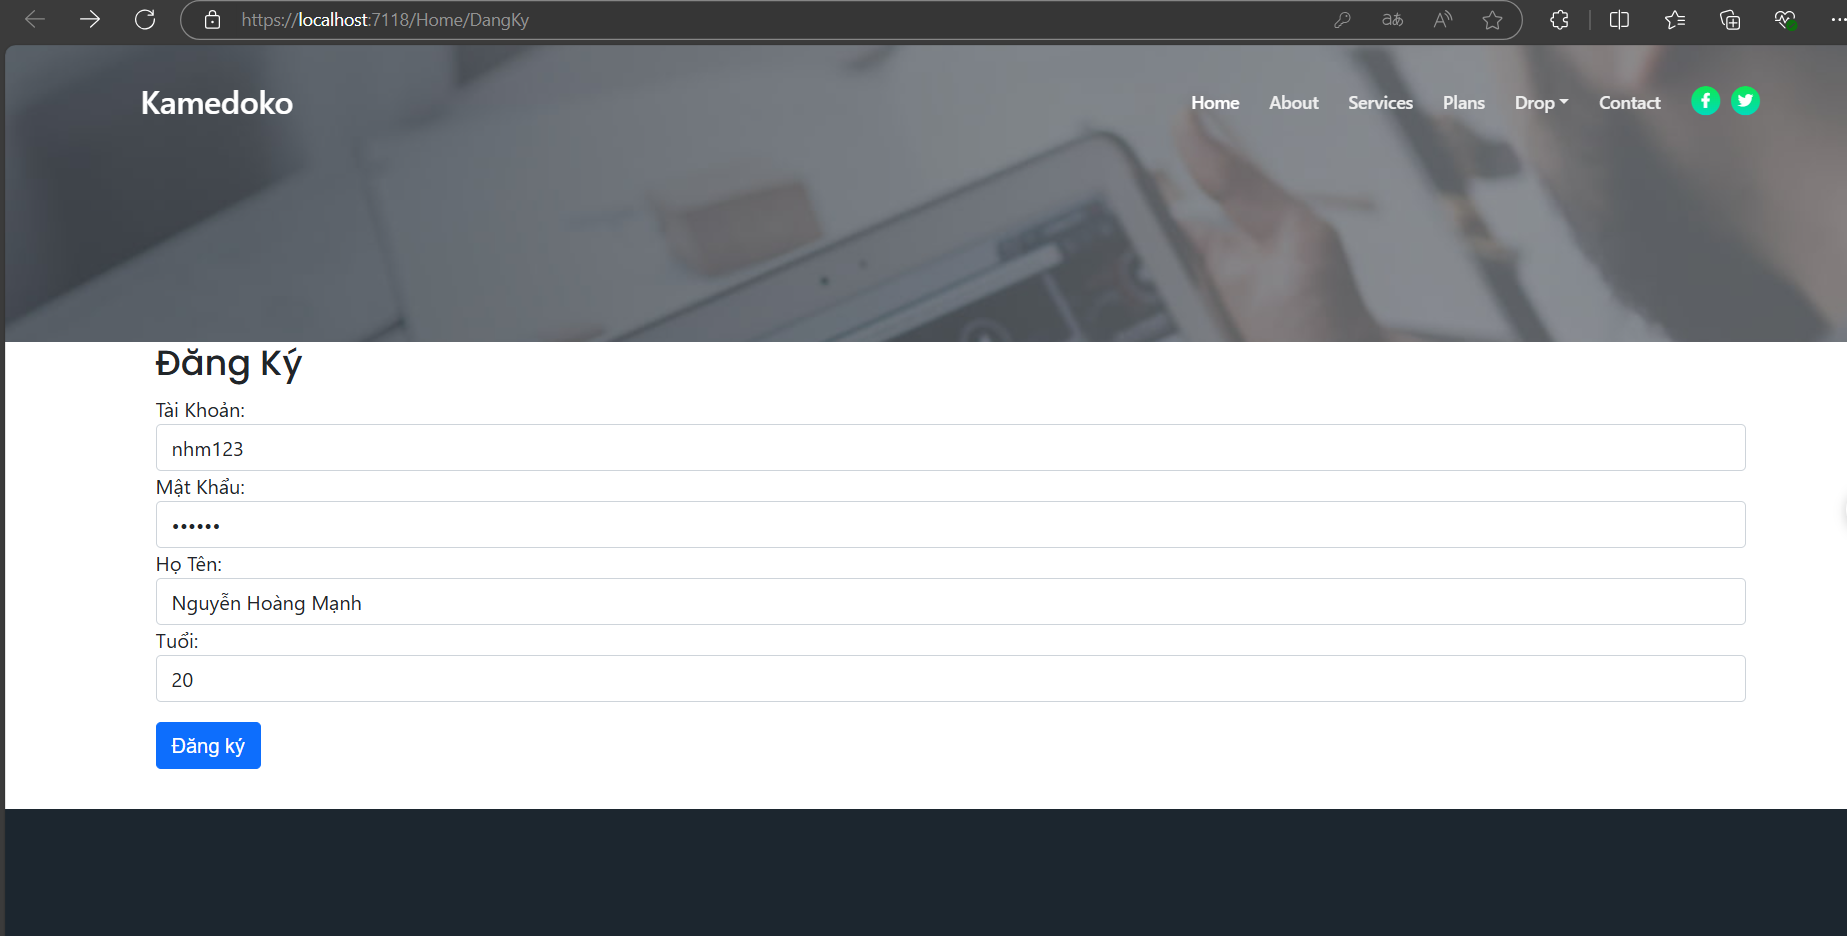 https://localhost:7118/Home/DangKy
Kamedoko
Home About Services Plans Drop Contact
Đăng Ký
Tài Khoản:
nhm123
Mật Khẩu:
••••••
Họ Tên:
Nguyễn Hoàng Mạnh
Tuổi:
20
Đăng ký